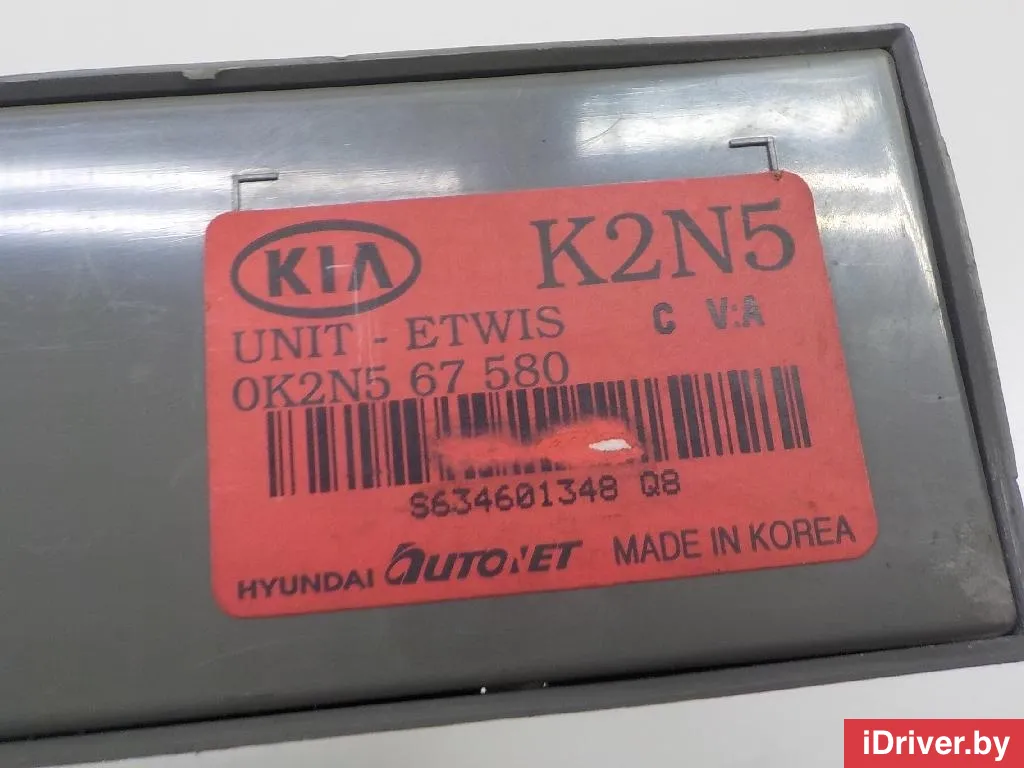 KIA
K2N5
UNIT - ETWIS
C V:A
0K2N5 67 580
S634601348 Q8
HYUNDAI AUTONET MADE IN KOREA
iDriver.by